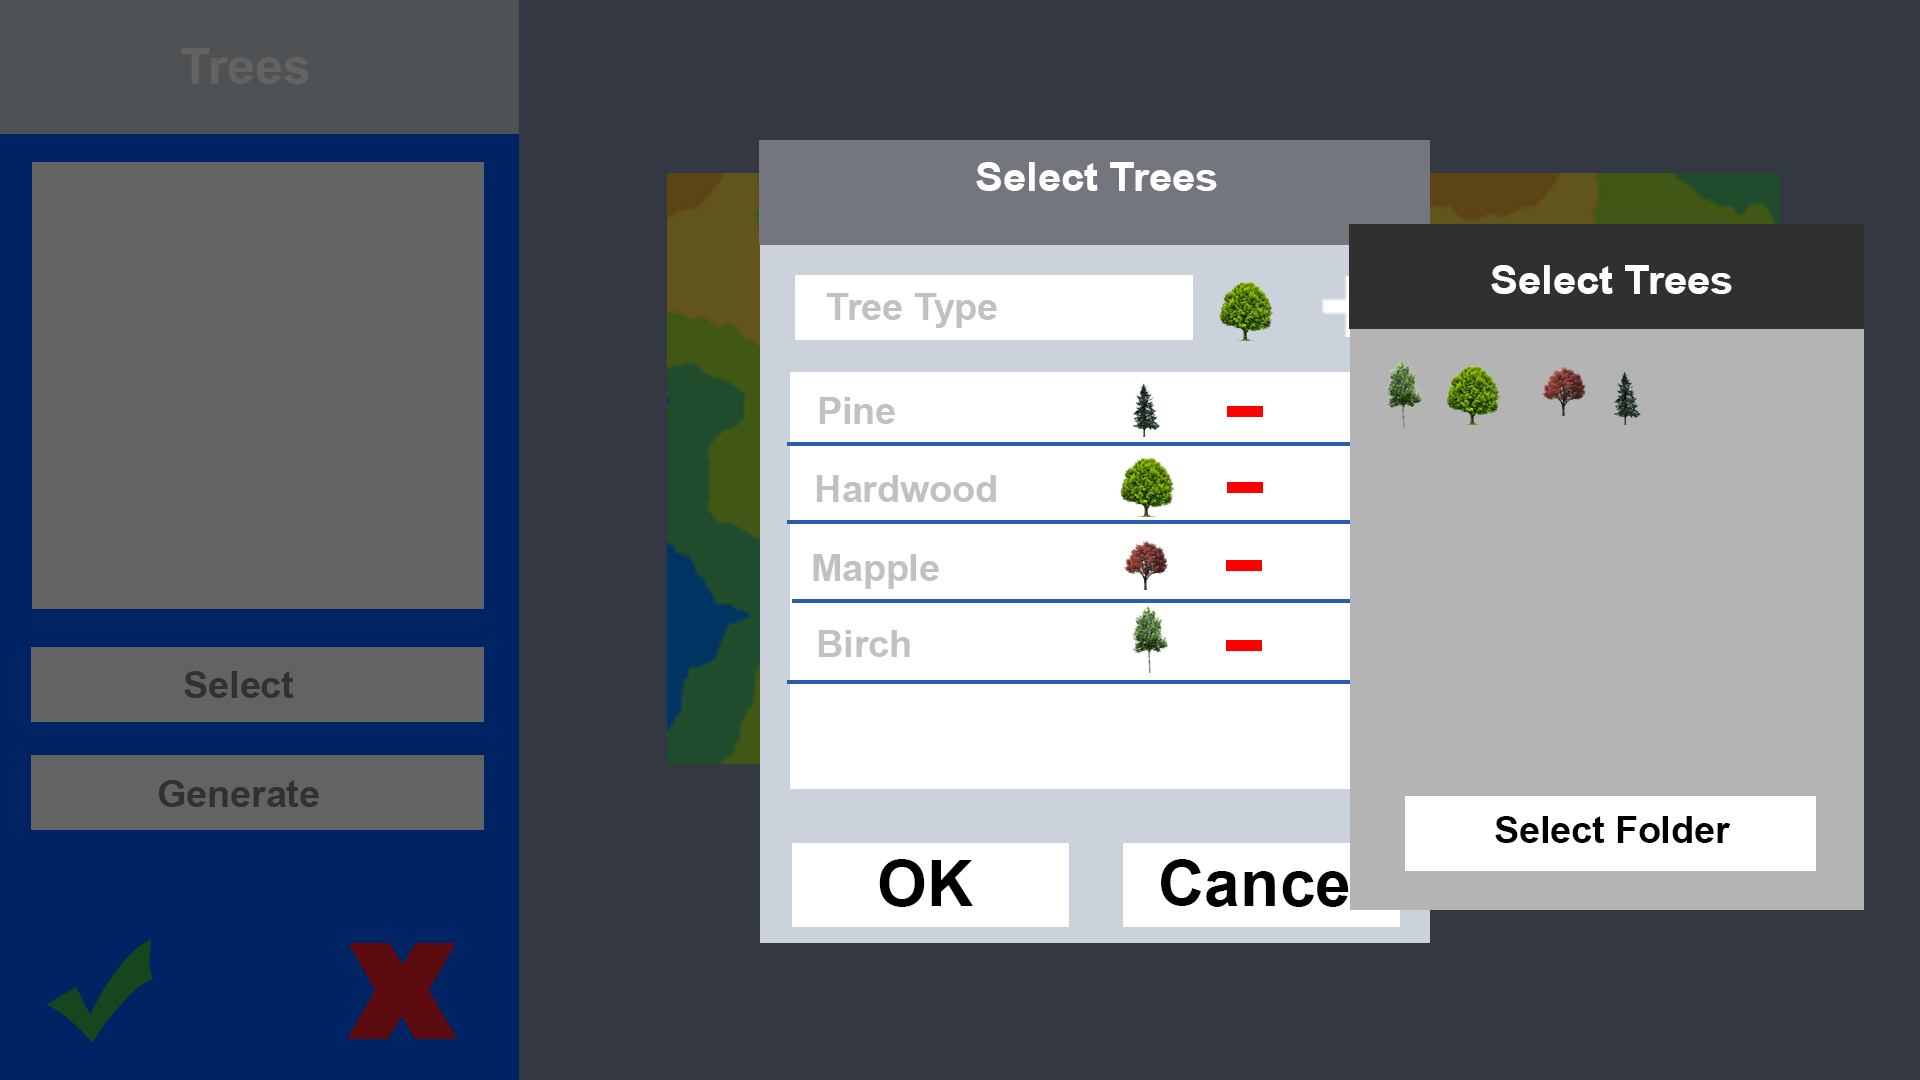 Trees
Select
Generate
Select Trees
Tree Type
Pine
Hardwood
Mapple
Birch
OK
Cance
Select Trees
Select Folder